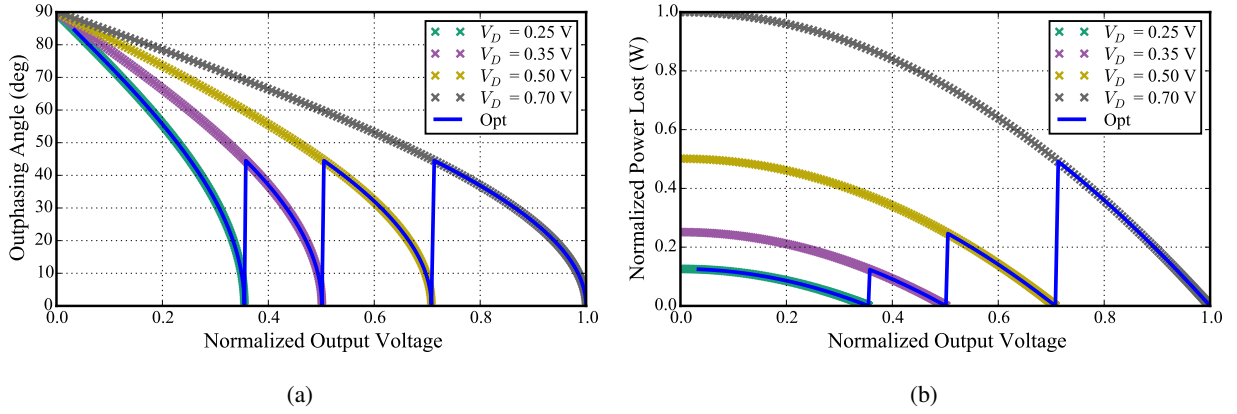 90
80
70
60
50
40
30
20
10
0
0.0
0.2
0.4
0.6
0.8
1.0
Outphasing Angle (deg)
Normalized Output Voltage
V_D = 0.25 V
V_D = 0.35 V
V_D = 0.50 V
V_D = 0.70 V
Opt
(a)
1.0
0.8
0.6
0.4
0.2
0.0
0.0
0.2
0.4
0.6
0.8
1.0
Normalized Power Lost (W)
Normalized Output Voltage
V_D = 0.25 V
V_D = 0.35 V
V_D = 0.50 V
V_D = 0.70 V
Opt
(b)